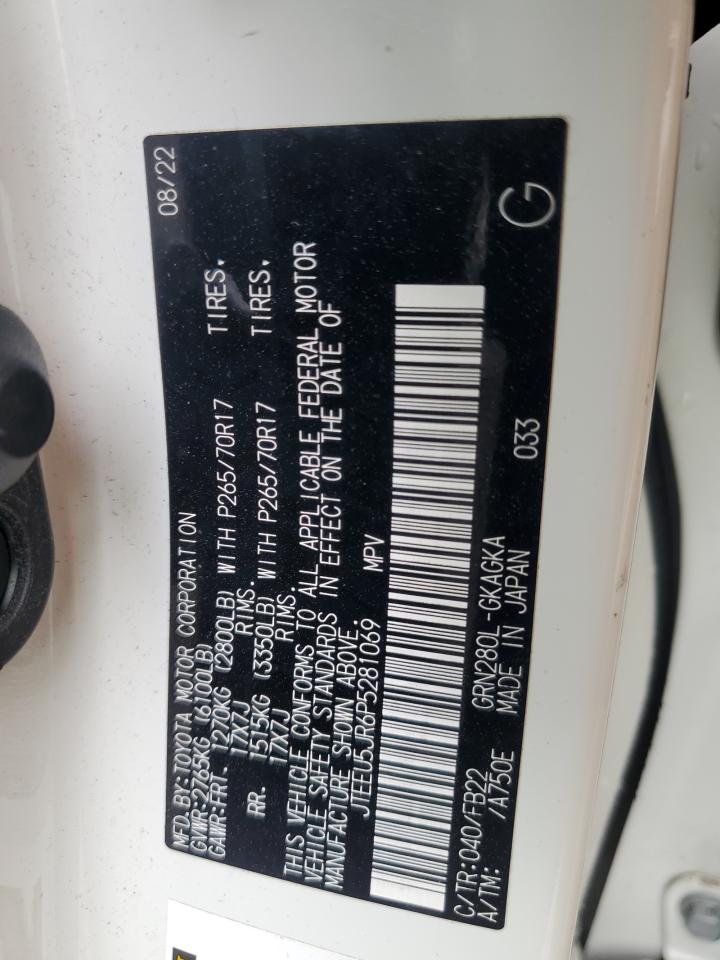 MFD.BY:TOYOTA MOTOR CORPORATION 08/22
GVWR:2765KG (6100LB)
GAWR:FRT. 1270KG (2800LB) WITH P265/70R17 TIRES,
17X7J RIMS.
RR. 1515KG (3350LB) WITH P265/70R17 TIRES,
17X7J RIMS.
THIS VEHICLE CONFORMS TO ALL APPLICABLE FEDERAL MOTOR
VEHICLE SAFETY STANDARDS IN EFFECT ON THE DATE OF
MANUFACTURE SHOWN ABOVE.
JTEEU5JR6P5281069 MPV
C/TR:040/FB22 GRN280L -GKAGKA 033 G
A/TM: /A750E MADE IN JAPAN